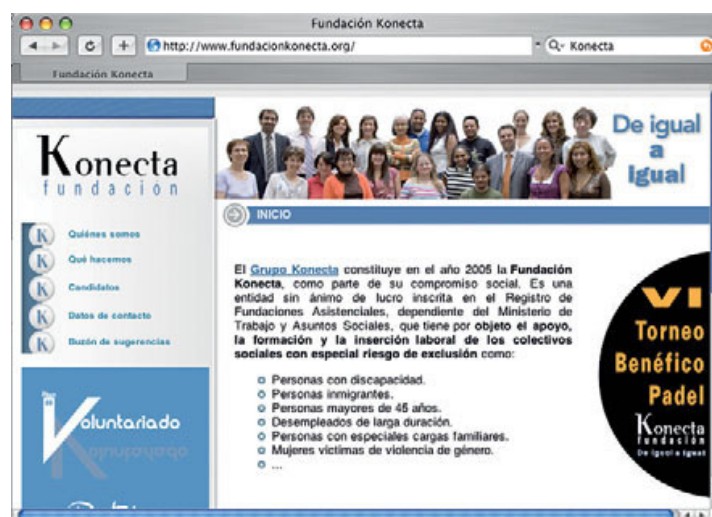 Fundación Konecta
http://www.fundacionkonecta.org/
Konecta
Fundación Konecta
Konecta
fundación
Quiénes somos
Qué hacemos
Candidatos
Datos de contacto
Buzón de sugerencias
Voluntariado
De igual
a
igual
INICIO
El Grupo Konecta constituye en el año 2005 la Fundación
Konecta, como parte de su compromiso social. Es una
entidad sin ánimo de lucro inscrita en el Registro de
Fundaciones Asistenciales, dependiente del Ministerio de
Trabajo y Asuntos Sociales, que tiene por objeto el apoyo,
la formación y la inserción laboral de los colectivos
sociales con especial riesgo de exclusión como:
Personas con discapacidad.
Personas inmigrantes.
Personas mayores de 45 años.
Desempleados de larga duración.
Personas con especiales cargas familiares.
Mujeres víctimas de violencia de género.
...
VI
Torneo
Benéfico
Padel
Konecta
fundación
De igual a igual